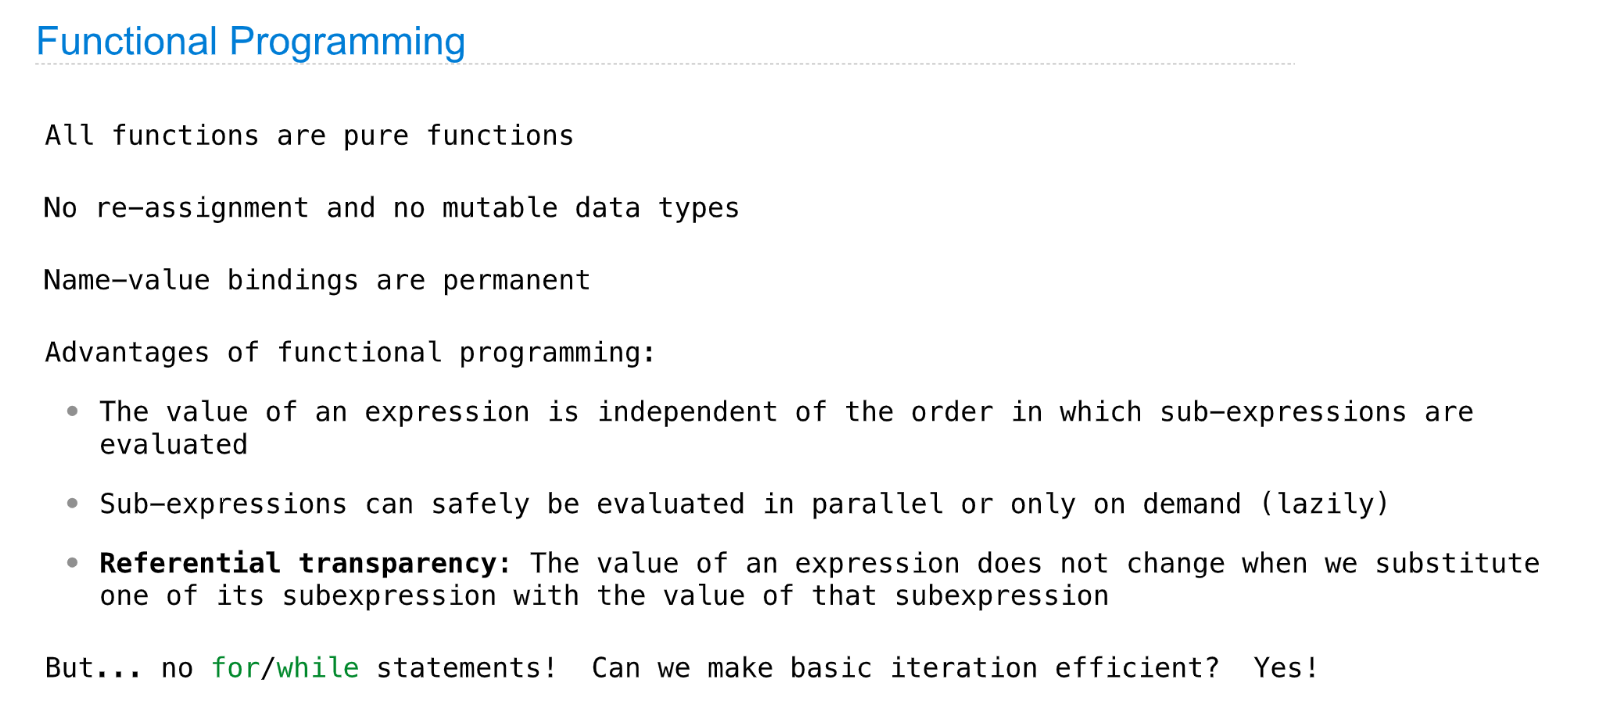 Functional Programming
All functions are pure functions
No re-assignment and no mutable data types
Name-value bindings are permanent
Advantages of functional programming:
• The value of an expression is independent of the order in which sub-expressions are
evaluated
• Sub-expressions can safely be evaluated in parallel or only on demand (lazily)
• Referential transparency: The value of an expression does not change when we substitute
one of its subexpression with the value of that subexpression
But... no for/while statements!  Can we make basic iteration efficient?  Yes!